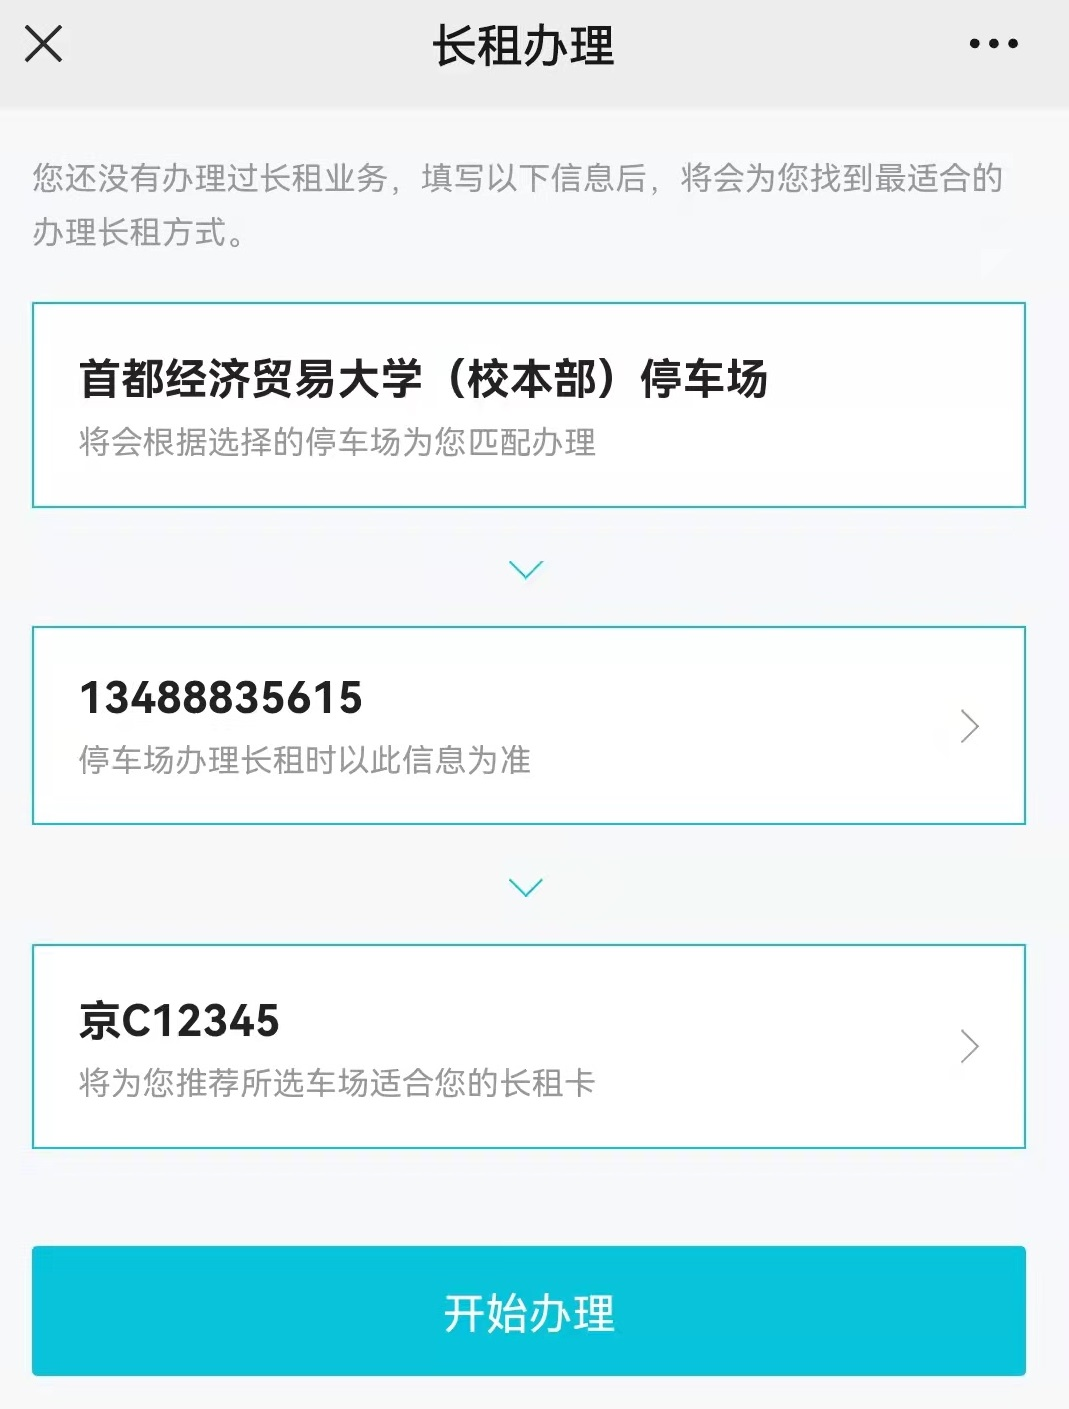 长租办理
您还没有办理过长租业务，填写以下信息后，将会为您找到最适合的
办理长租方式。
首都经济贸易大学（校本部）停车场
将会根据选择的停车场为您匹配办理
13488835615
停车场办理长租时以此信息为准
京C12345
将为您推荐所选车场适合您的长租卡
开始办理